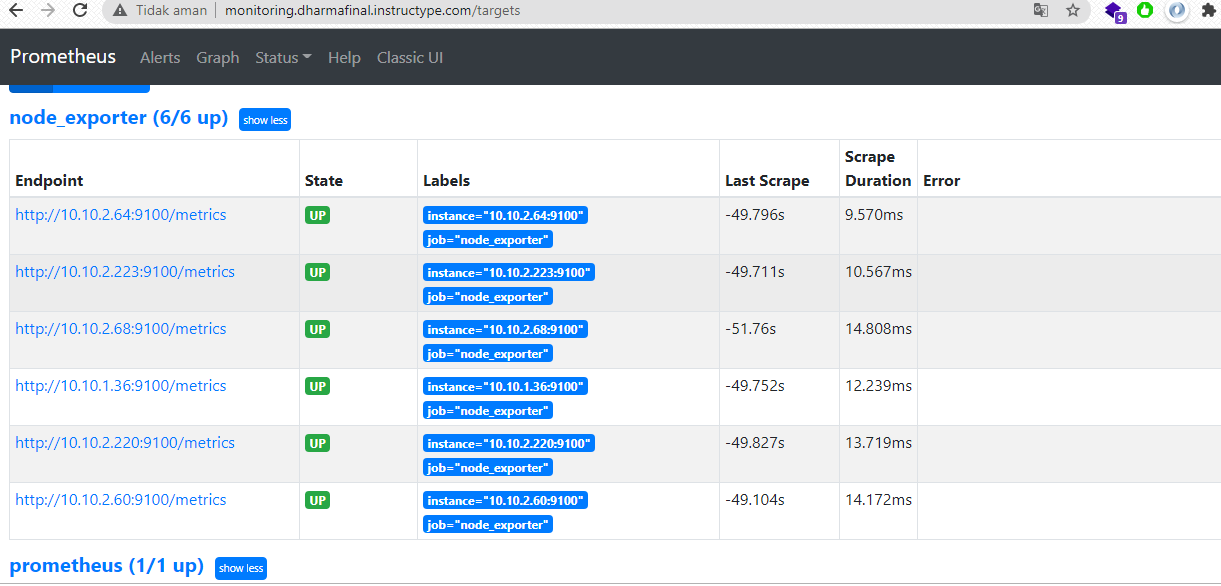 Tidak aman | monitoring.dharmafinal.instructype.com/targets
9
Prometheus Alerts Graph Status Help Classic UI
node_exporter (6/6 up) show less
Endpoint State Labels Last Scrape Scrape Duration Error
http://10.10.2.64:9100/metrics UP instance="10.10.2.64:9100" -49.796s 9.570ms
job="node_exporter"
http://10.10.2.223:9100/metrics UP instance="10.10.2.223:9100" -49.711s 10.567ms
job="node_exporter"
http://10.10.2.68:9100/metrics UP instance="10.10.2.68:9100" -51.76s 14.808ms
job="node_exporter"
http://10.10.1.36:9100/metrics UP instance="10.10.1.36:9100" -49.752s 12.239ms
job="node_exporter"
http://10.10.2.220:9100/metrics UP instance="10.10.2.220:9100" -49.827s 13.719ms
job="node_exporter"
http://10.10.2.60:9100/metrics UP instance="10.10.2.60:9100" -49.104s 14.172ms
job="node_exporter"
prometheus (1/1 up) show less